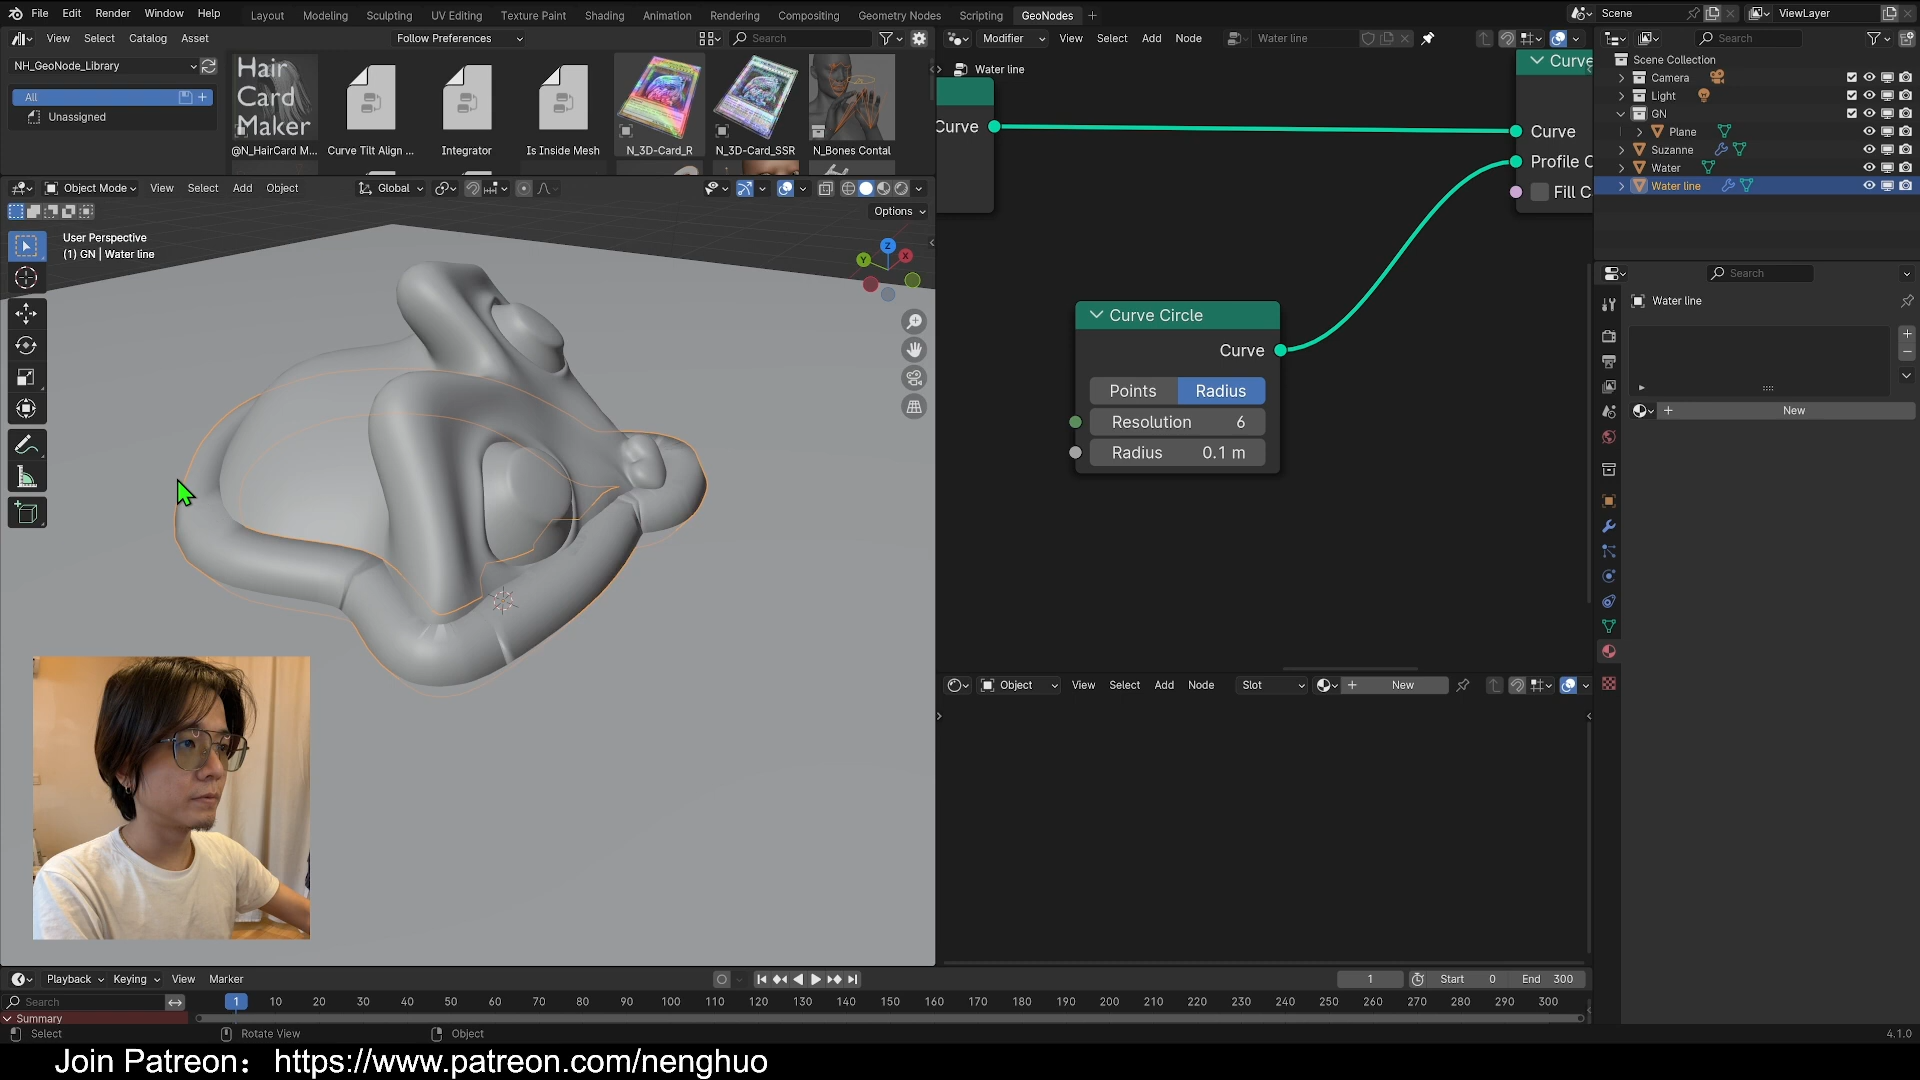 File Edit Render Window Help
Layout Modeling Sculpting UV Editing Texture Paint Shading Animation Rendering Compositing Geometry Nodes Scripting GeoNodes
Scene
ViewLayer
View Select Catalog Asset
Follow Preferences
Search
NH_GeoNode_Library
All
Unassigned
Hair
Card
Maker
@N_HairCard M...
Curve Tilt Align ...
Integrator
Is Inside Mesh
N_3D-Card_R
N_3D-Card_SSR
N_Bones Contal
Object Mode View Select Add Object
Global
Options
User Perspective
(1) GN | Water line
Z
Y
X
Modifier View Select Add Node
Water line
Water line
Curve
Curve
Curve
Profile C
Fill C
Curve Circle
Curve
Points Radius
Resolution 6
Radius 0.1 m
Object View Select Add Node
Slot
New
Search
Scene Collection
Camera
Light
GN
Plane
Suzanne
Water
Water line
Search
Water line
New
Playback Keying View Marker
1
Start 0
End 300
Search
1 10 20 30 40 50 60 70 80 90 100 110 120 130 140 150 160 170 180 190 200 210 220 230 240 250 260 270 280 290 300
Summary
Select
Rotate View
Object
4.1.0
Join Patreon： https://www.patreon.com/nenghuo